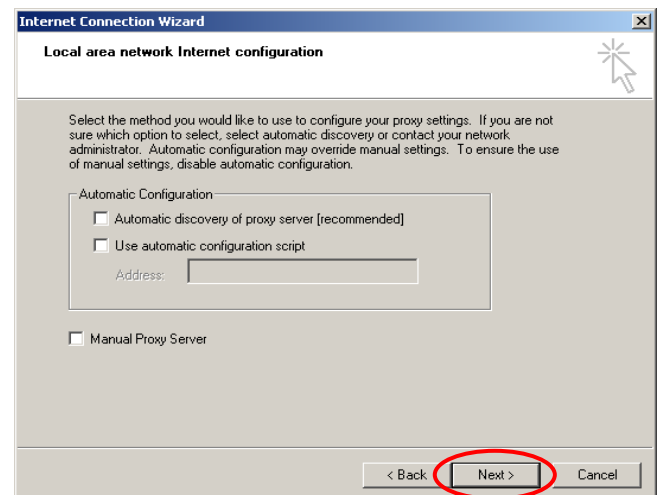 Internet Connection Wizard
Local area network Internet configuration
Select the method you would like to use to configure your proxy settings.  If you are not
sure which option to select, select automatic discovery or contact your network
administrator.  Automatic configuration may override manual settings.  To ensure the use
of manual settings, disable automatic configuration.
Automatic Configuration
Automatic discovery of proxy server [recommended]
Use automatic configuration script
Address:
Manual Proxy Server
< Back Next > Cancel